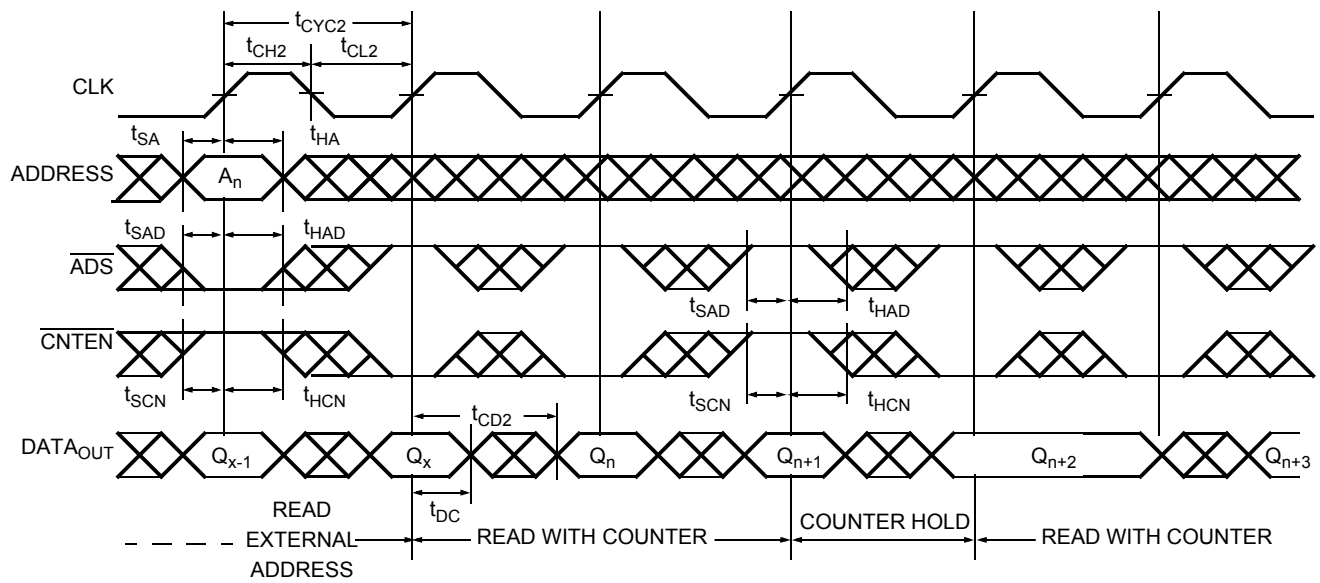 tCYC2
tCH2 tCL2
CLK
tSA tHA
ADDRESS An
tSAD tHAD
ADS
tSAD tHAD
CNTEN
tSCN tHCN tSCN tHCN
tCD2
DATAOUT Qx-1 Qx Qn Qn+1 Qn+2 Qn+3
tDC
READ
EXTERNAL
ADDRESS
READ WITH COUNTER COUNTER HOLD READ WITH COUNTER